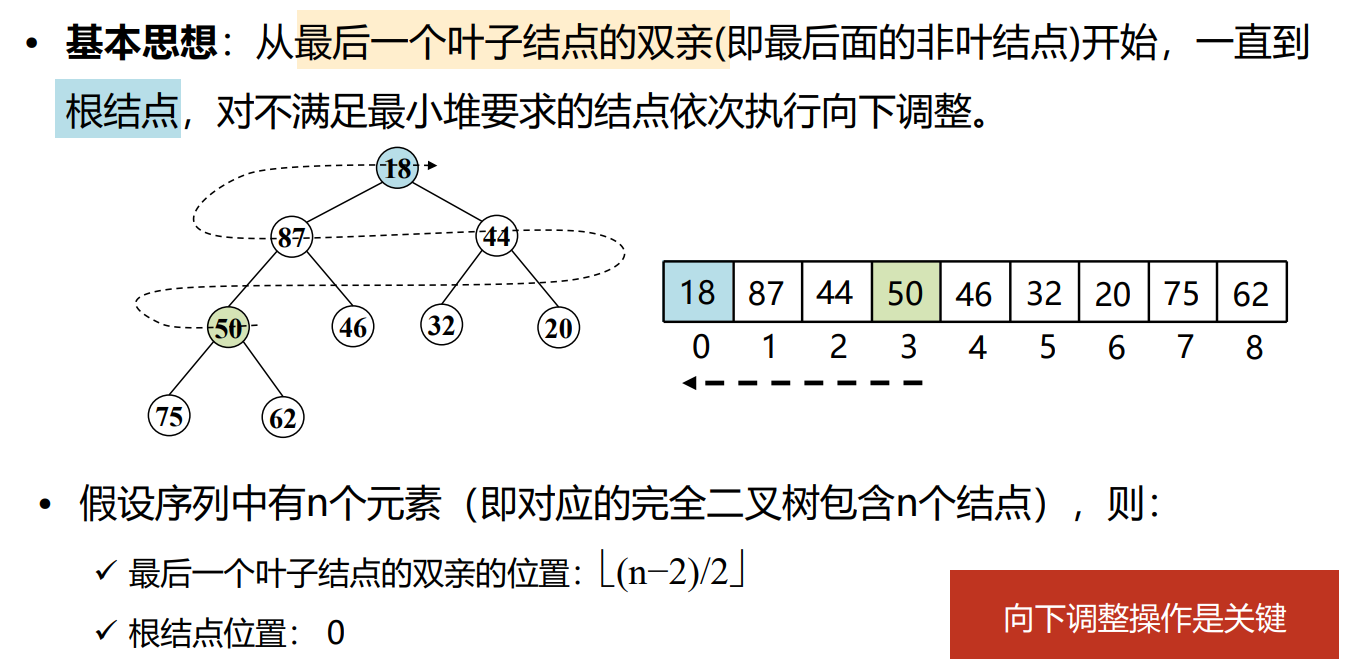 • 基本思想：从最后一个叶子结点的双亲(即最后面的非叶结点)开始，一直到
根结点，对不满足最小堆要求的结点依次执行向下调整。
18
87 44
50 46 32 20
75 62
18 87 44 50 46 32 20 75 62
0 1 2 3 4 5 6 7 8
• 假设序列中有n个元素（即对应的完全二叉树包含n个结点），则：
✓ 最后一个叶子结点的双亲的位置：⌊(n−2)/2⌋
✓ 根结点位置： 0
向下调整操作是关键